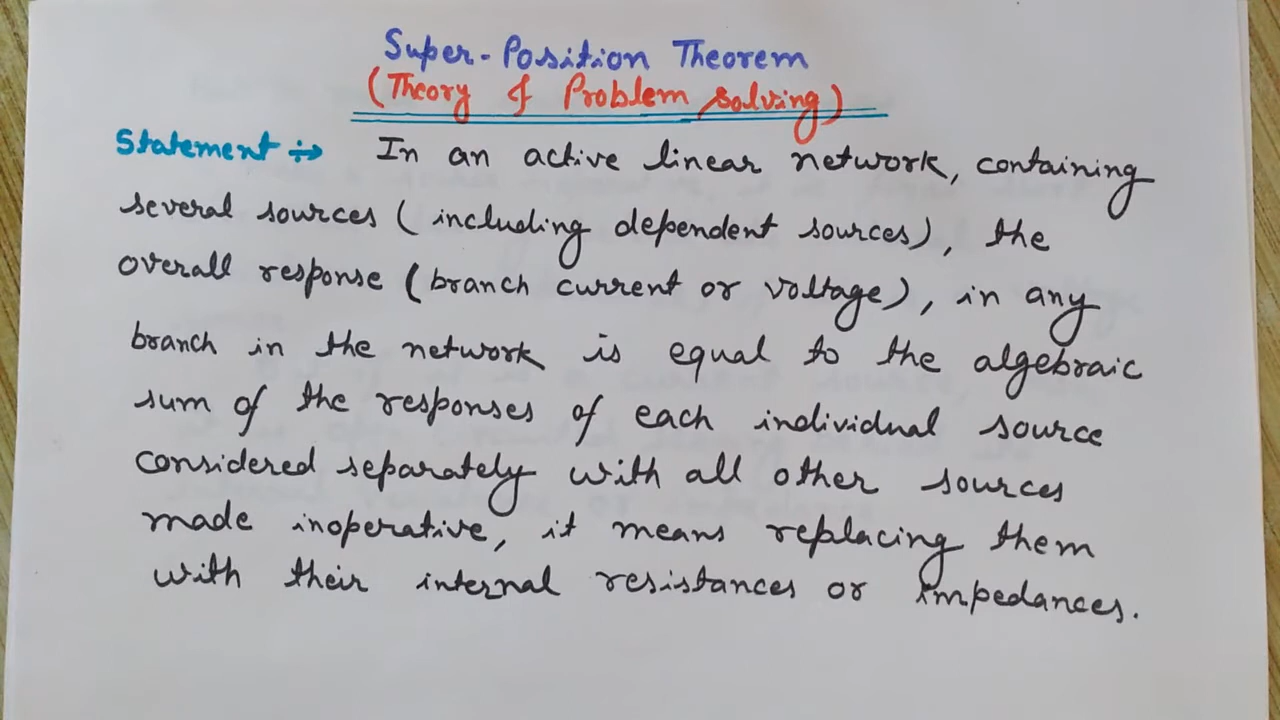 Super-Position Theorem
(Theory & Problem solving)
Statement :→ In an active linear network, containing
several sources (including dependent sources), the
overall response (branch current or voltage), in any
branch in the network is equal to the algebraic
sum of the responses of each individual source
considered separately with all other sources
made inoperative, it means replacing them
with their internal resistances or impedances.